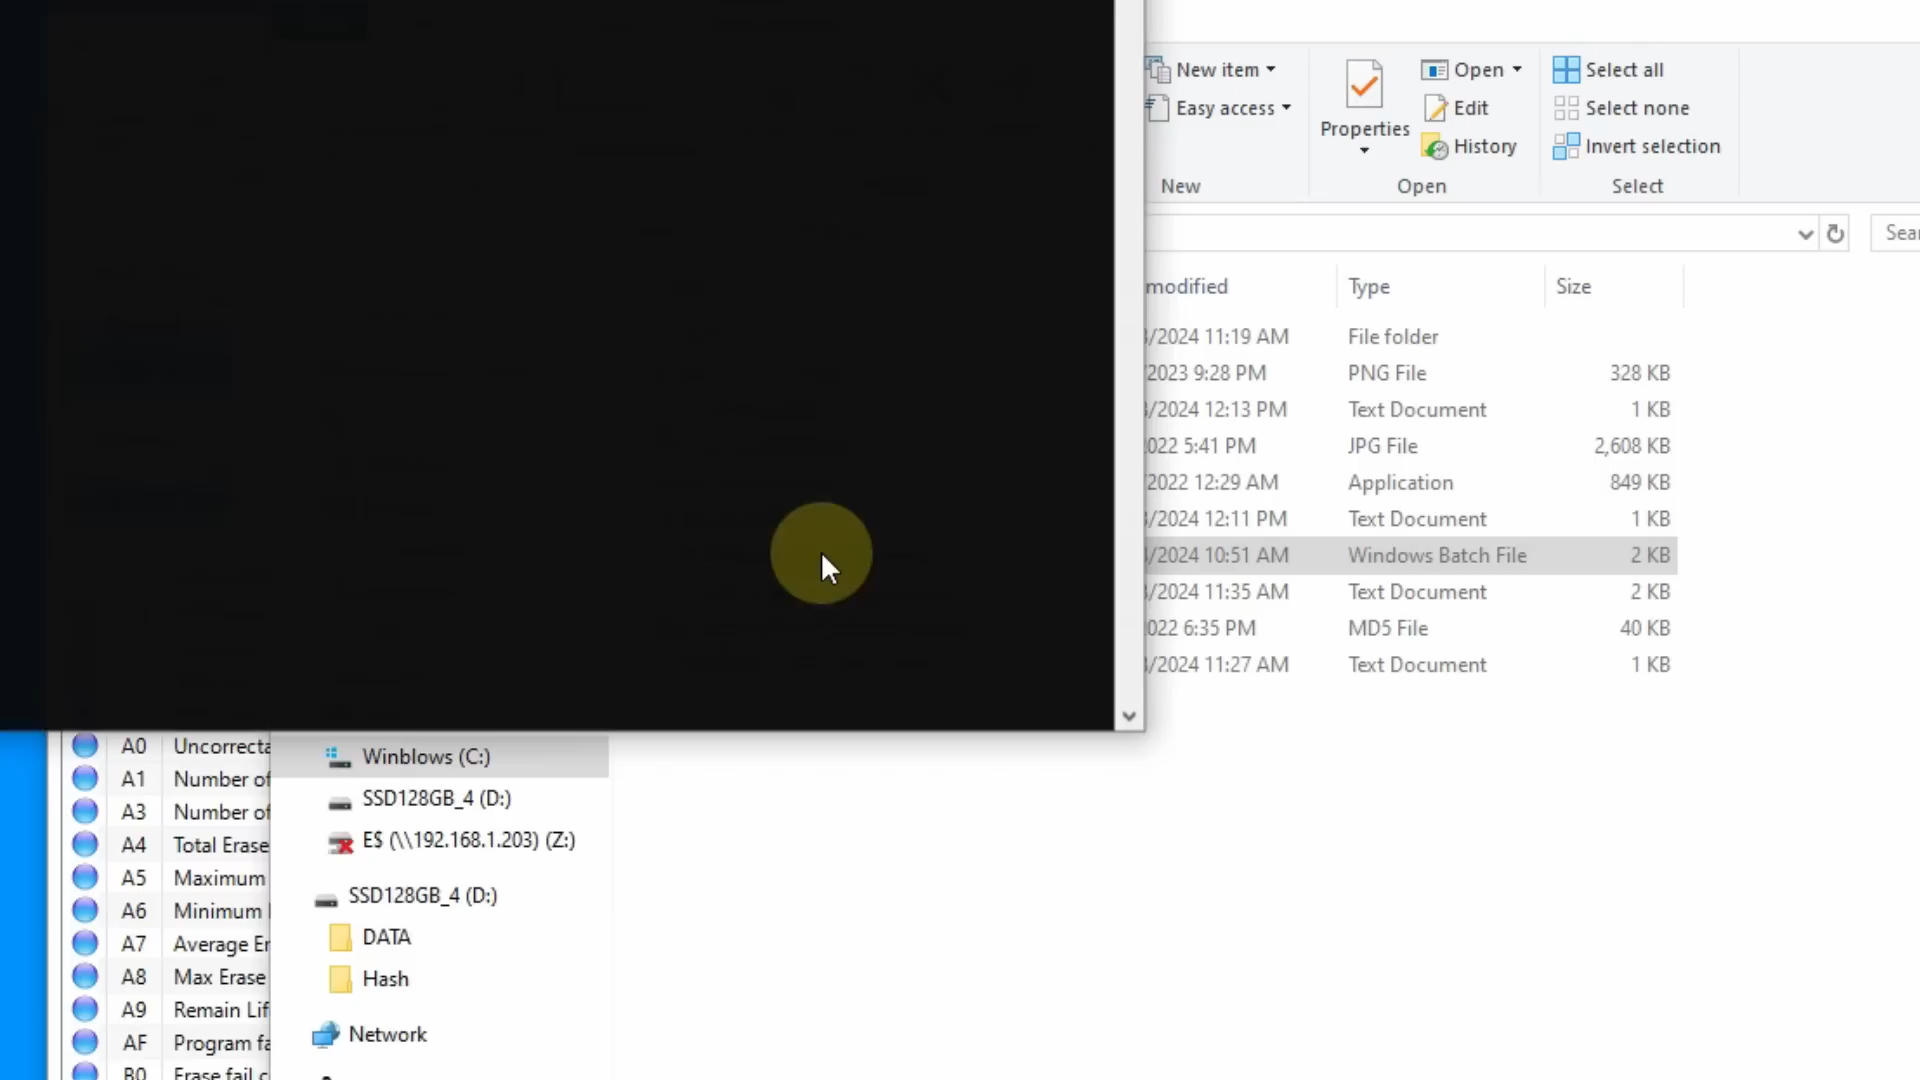 New item
Easy access
New
Properties
Open
Edit
History
Open
Select all
Select none
Invert selection
Select
Sear
modified Type Size
/2024 11:19 AM File folder
/2023 9:28 PM PNG File 328 KB
/2024 12:13 PM Text Document 1 KB
2022 5:41 PM JPG File 2,608 KB
/2022 12:29 AM Application 849 KB
/2024 12:11 PM Text Document 1 KB
/2024 10:51 AM Windows Batch File 2 KB
/2024 11:35 AM Text Document 2 KB
2022 6:35 PM MD5 File 40 KB
/2024 11:27 AM Text Document 1 KB
A0 Uncorrecta
A1 Number of
A3 Number of
A4 Total Erase
A5 Maximum
A6 Minimum
A7 Average Er
A8 Max Erase
A9 Remain Lif
AF Program fa
B0 Erase fail c
Winblows (C:)
SSD128GB_4 (D:)
E$ (\\192.168.1.203) (Z:)
SSD128GB_4 (D:)
DATA
Hash
Network